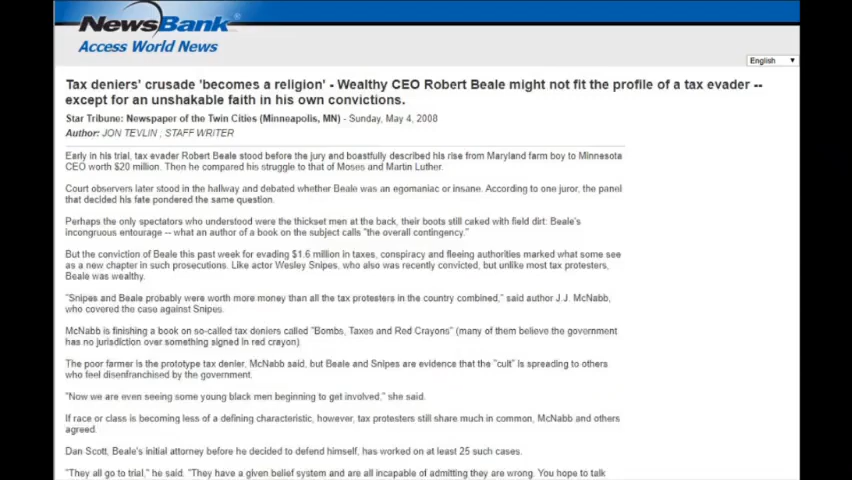 NewsBank®
Access World News
English
Tax deniers' crusade 'becomes a religion' - Wealthy CEO Robert Beale might not fit the profile of a tax evader --
except for an unshakable faith in his own convictions.
Star Tribune: Newspaper of the Twin Cities (Minneapolis, MN) - Sunday, May 4, 2008
Author: JON TEVLIN , STAFF WRITER
Early in his trial, tax evader Robert Beale stood before the jury and boastfully described his rise from Maryland farm boy to Minnesota
CEO worth $20 million. Then he compared his struggle to that of Moses and Martin Luther.
Court observers later stood in the hallway and debated whether Beale was an egomaniac or insane. According to one juror, the panel
that decided his fate pondered the same question.
Perhaps the only spectators who understood were the thickset men at the back, their boots still caked with field dirt: Beale's
incongruous entourage -- what an author of a book on the subject calls "the overall contingency."
But the conviction of Beale this past week for evading $1.6 million in taxes, conspiracy and fleeing authorities marked what some see
as a new chapter in such prosecutions. Like actor Wesley Snipes, who also was recently convicted, but unlike most tax protesters,
Beale was wealthy.
"Snipes and Beale probably were worth more money than all the tax protesters in the country combined," said author J.J. McNabb,
who covered the case against Snipes.
McNabb is finishing a book on so-called tax deniers called "Bombs, Taxes and Red Crayons" (many of them believe the government
has no jurisdiction over something signed in red crayon)
The poor farmer is the prototype tax denier, McNabb said, but Beale and Snipes are evidence that the "cult" is spreading to others
who feel disenfranchised by the government.
"Now we are even seeing some young black men beginning to get involved," she said.
If race or class is becoming less of a defining characteristic, however, tax protesters still share much in common, McNabb and others
agreed.
Dan Scott, Beale's initial attorney before he decided to defend himself, has worked on at least 25 such cases.
"They all go to trial," he said. "They have a given belief system and are all incapable of admitting they are wrong. You hope to talk